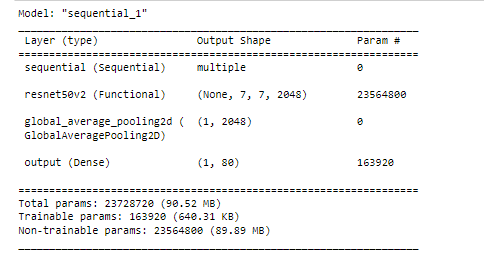 Model: "sequential_1"
Layer (type) Output Shape Param #
sequential (Sequential) multiple 0
resnet50v2 (Functional) (None, 7, 7, 2048) 23564800
global_average_pooling2d ( (1, 2048) 0
GlobalAveragePooling2D)
output (Dense) (1, 80) 163920
Total params: 23728720 (90.52 MB)
Trainable params: 163920 (640.31 KB)
Non-trainable params: 23564800 (89.89 MB)